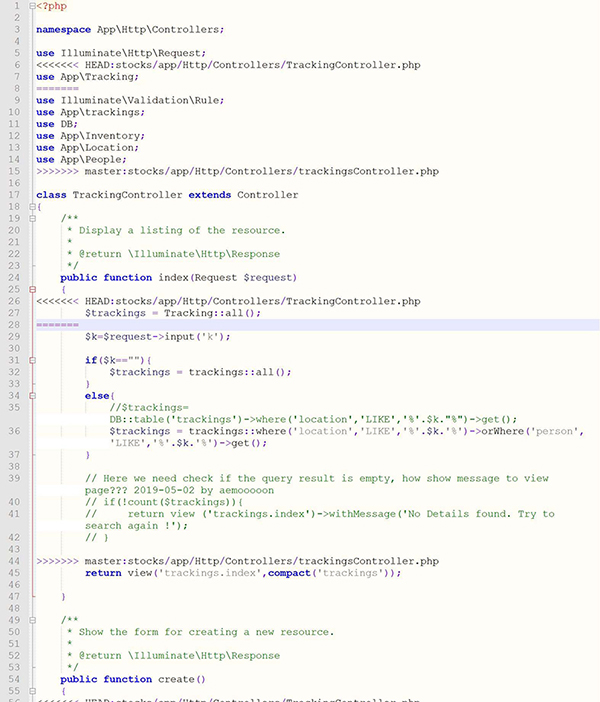 1 <?php
2
3 namespace App\Http\Controllers;
4
5 use Illuminate\Http\Request;
6 <<<<<<< HEAD:stocks/app/Http/Controllers/TrackingController.php
7 use App\Tracking;
8 =======
9 use Illuminate\Validation\Rule;
10 use App\trackings;
11 use DB;
12 use App\Inventory;
13 use App\Location;
14 use App\People;
15 >>>>>>> master:stocks/app/Http/Controllers/trackingsController.php
16
17 class TrackingController extends Controller
18 {
19 /**
20 * Display a listing of the resource.
21 *
22 * @return \Illuminate\Http\Response
23 */
24 public function index(Request $request)
25 {
26 <<<<<<< HEAD:stocks/app/Http/Controllers/TrackingController.php
27 $trackings = Tracking::all();
28 =======
29 $k=$request->input('k');
30
31 if($k==""){
32 $trackings = trackings::all();
33 }
34 else{
35 //$trackings=
DB::table('trackings')->where('location','LIKE','%'.$k."%")->get();
36 $trackings = trackings::where('location','LIKE','%'.$k.'%')->orWhere('person',
'LIKE','%'.$k.'%')->get();
37 }
38
39 // Here we need check if the query result is empty, how show message to view
page??? 2019-05-02 by aemooooon
40 // if(!count($trackings)){
41 // return view ('trackings.index')->withMessage('No Details found. Try to
search again !');
42 // }
43
44 >>>>>>> master:stocks/app/Http/Controllers/trackingsController.php
45 return view('trackings.index',compact('trackings'));
46
47 }
48
49 /**
50 * Show the form for creating a new resource.
51 *
52 * @return \Illuminate\Http\Response
53 */
54 public function create()
55 {